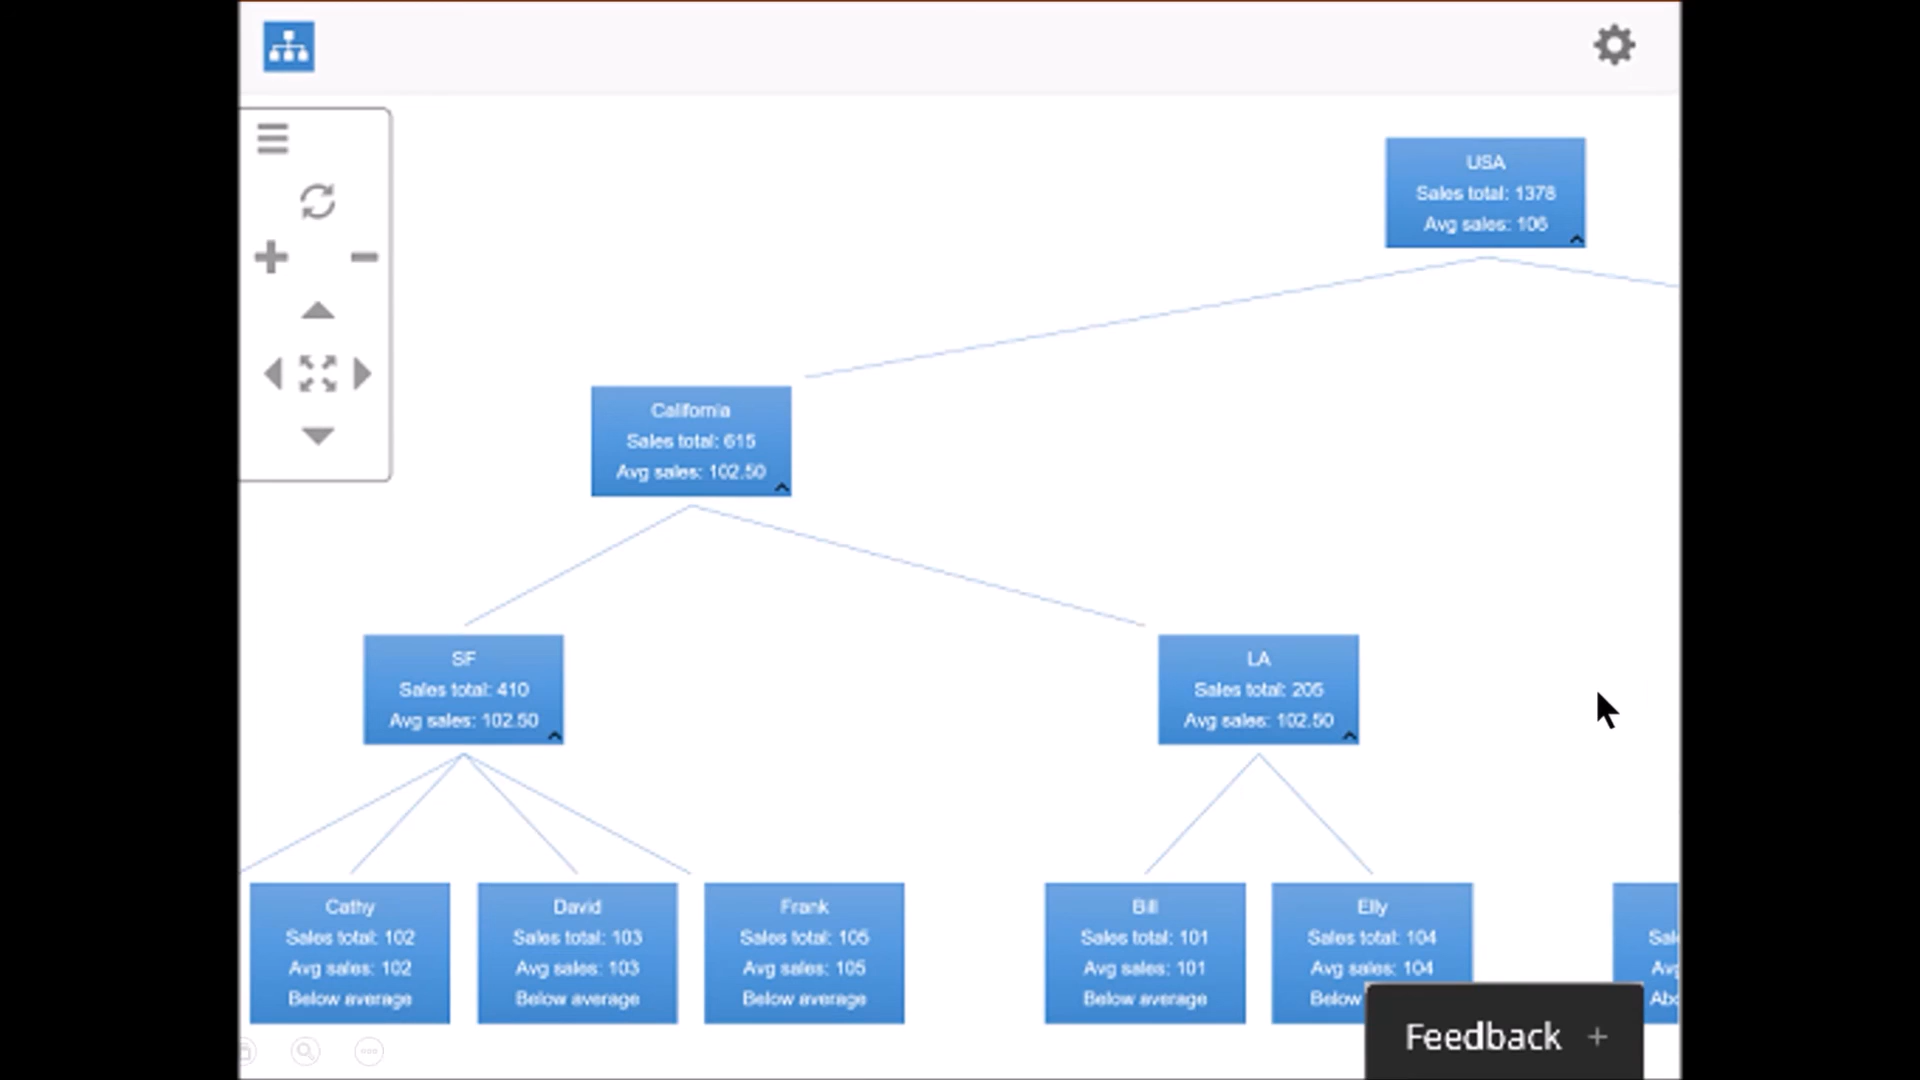 USA
Sales total: 1378
Avg sales: 106
California
Sales total: 615
Avg sales: 102.50
SF
Sales total: 410
Avg sales: 102.50
LA
Sales total: 205
Avg sales: 102.50
Cathy
Sales total: 102
Avg sales: 102
Below average
David
Sales total: 103
Avg sales: 103
Below average
Frank
Sales total: 105
Avg sales: 105
Below average
Bill
Sales total: 101
Avg sales: 101
Below average
Elly
Sales total: 104
Avg sales: 104
Below
Feedback +